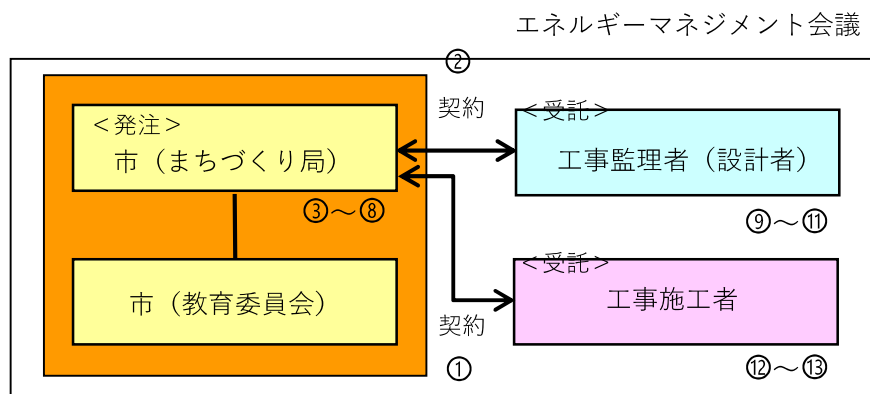 エネルギーマネジメント会議
②
契約
＜発注＞
市（まちづくり局）
③～⑧
＜受託＞
工事監理者（設計者）
⑨～⑪
市（教育委員会）
＜受託＞
工事施工者
契約
①
⑫～⑬